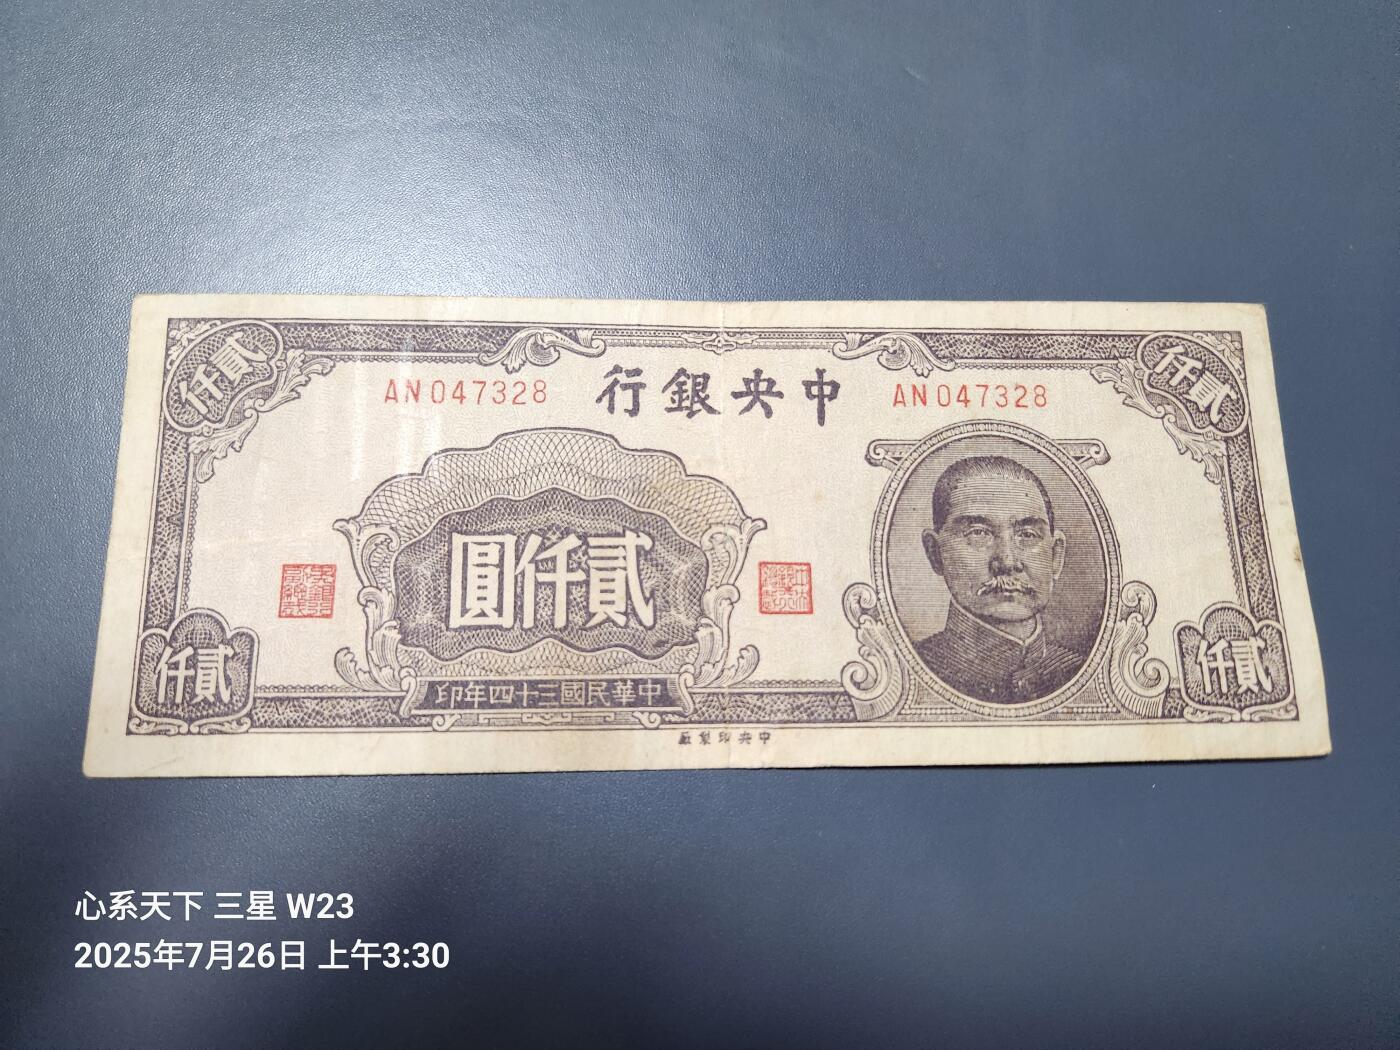 貳仟
貳仟
AN047328
中央銀行
AN047328
貳仟圓
中華民國三十四年印
貳仟
貳仟
中央印製廠
心系天下 三星 W23
2025年7月26日 上午3:30